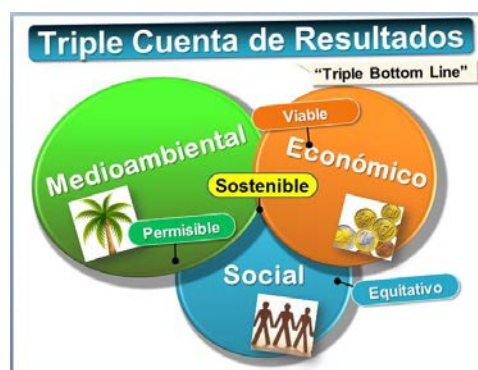 Triple Cuenta de Resultados
“Triple Bottom Line”
Viable
Medioambiental
Económico
Sostenible
Permisible
Social
Equitativo